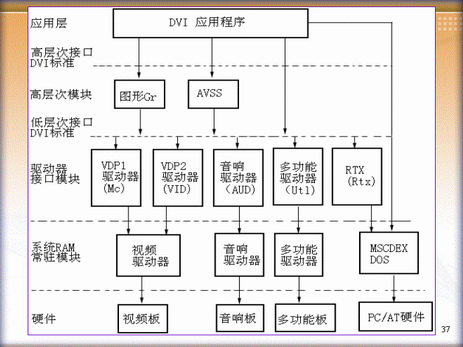 应用层
DVI 应用程序
高层次接口
DVI标准
高层次模块
图形Gr
AVSS
低层次接口
DVI标准
驱动器
接口模块
VDP1
驱动器
(Mc)
VDP2
驱动器
(VID)
音响
驱动器
(AUD)
多功能
驱动器
(Utl)
RTX
(Rtx)
系统RAM
常驻模块
视频
驱动器
音响
驱动器
多功能
驱动器
MSCDEX
DOS
硬件
视频板
音响板
多功能板
PC/AT硬件
37